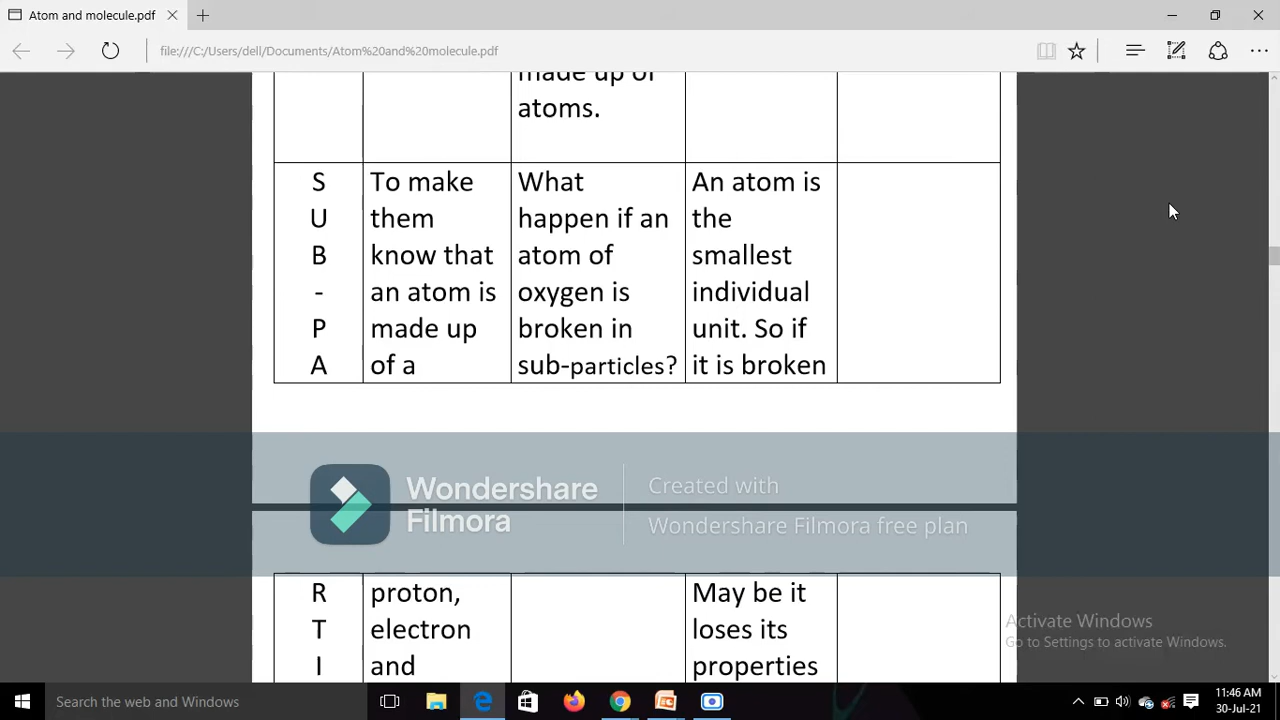 Atom and molecule.pdf
file:///C:/Users/dell/Documents/Atom%20and%20molecule.pdf
made up of
atoms.
S
U
B
-
P
A
To make
them
know that
an atom is
made up
of a
What
happen if an
atom of
oxygen is
broken in
sub-particles?
An atom is
the
smallest
individual
unit. So if
it is broken
Wondershare
Filmora
Created with
Wondershare Filmora free plan
R
T
I
proton,
electron
and
May be it
loses its
properties
Activate Windows
Go to Settings to activate Windows.
Search the web and Windows
11:46 AM
30-Jul-21